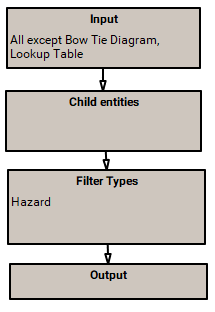 Input
All except Bow Tie Diagram,
Lookup Table
Child entities
Filter Types
Hazard
Output